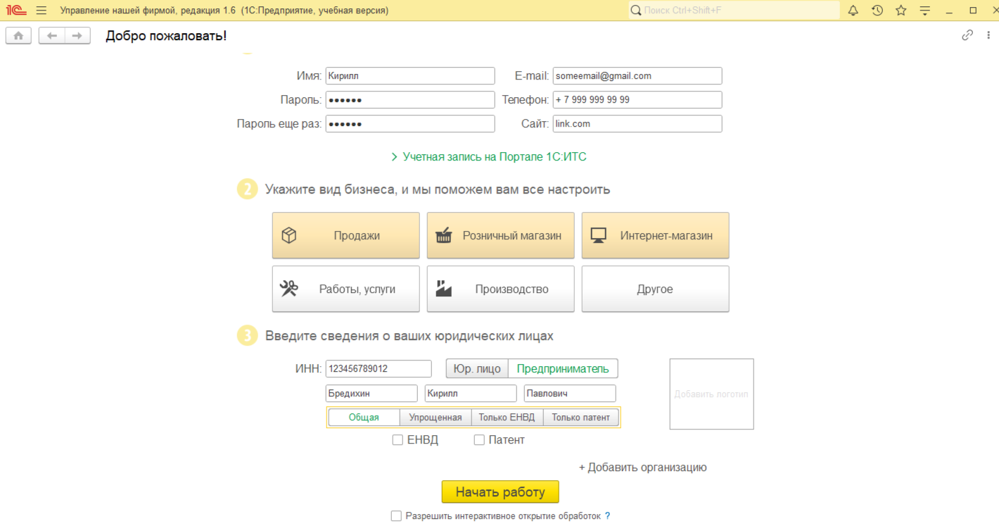 1С Управление нашей фирмой, редакция 1.6 (1С:Предприятие, учебная версия) Поиск Ctrl+Shift+F
Добро пожаловать!
Имя: Кирилл E-mail: someemail@gmail.com
Пароль: •••••• Телефон: + 7 999 999 99 99
Пароль еще раз: •••••• Сайт: link.com
> Учетная запись на Портале 1С:ИТС
2 Укажите вид бизнеса, и мы поможем вам все настроить
Продажи Розничный магазин Интернет-магазин
Работы, услуги Производство Другое
3 Введите сведения о ваших юридических лицах
ИНН: 123456789012 Юр. лицо Предприниматель
Бредихин Кирилл Павлович Добавить логотип
Общая Упрощенная Только ЕНВД Только патент
ЕНВД Патент
+ Добавить организацию
Начать работу
Разрешить интерактивное открытие обработок ?